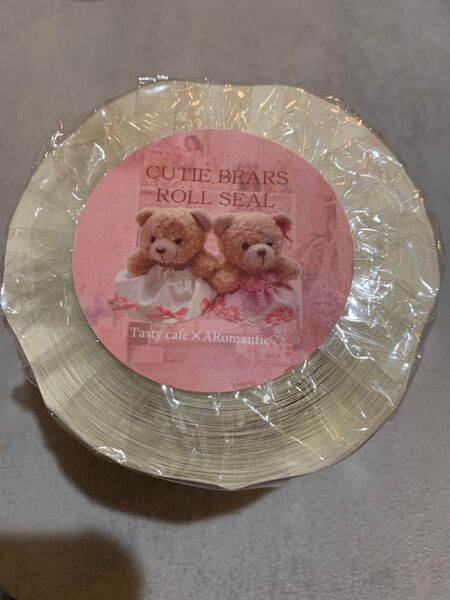 CUTIE BEARS
ROLL SEAL
Tasty cafe×ARomantic♡